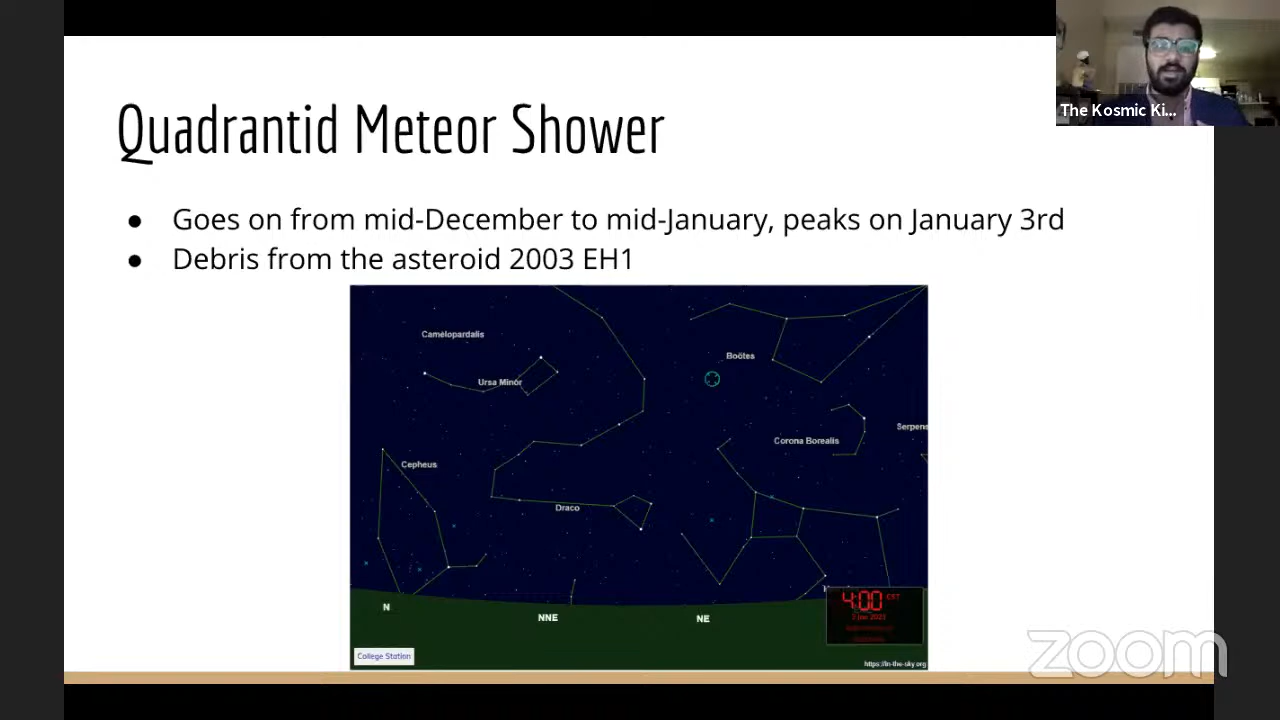 The Kosmic Ki...
Quadrantid Meteor Shower
● Goes on from mid-December to mid-January, peaks on January 3rd
● Debris from the asteroid 2003 EH1
Camelopardalis
Boötes
Ursa Minor
Serpens
Corona Borealis
Cepheus
Draco
4:00 CST
N
NNE
NE
College Station
https://in-the-sky.org
zoom